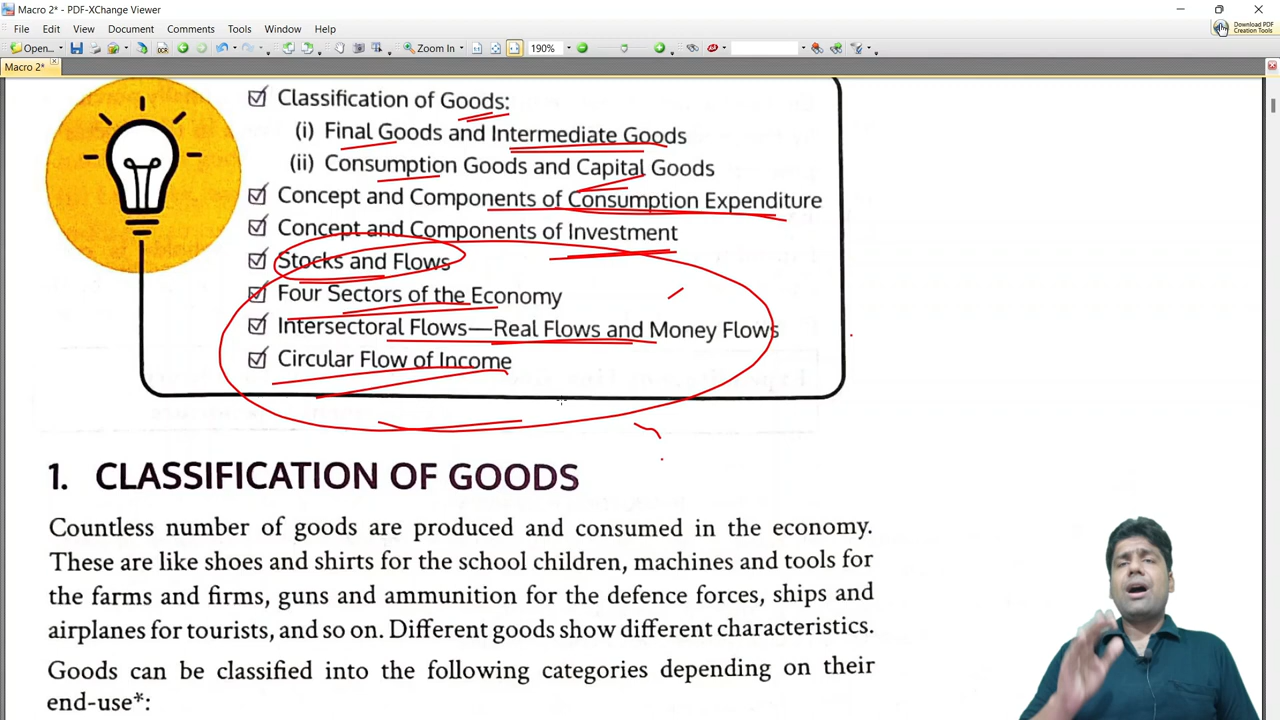 Macro 2* - PDF-XChange Viewer
File Edit View Document Comments Tools Window Help
Open... Zoom In 190%
Download PDF
Creation Tools
Macro 2*
Classification of Goods:
(i) Final Goods and Intermediate Goods
(ii) Consumption Goods and Capital Goods
Concept and Components of Consumption Expenditure
Concept and Components of Investment
Stocks and Flows
Four Sectors of the Economy
Intersectoral Flows—Real Flows and Money Flows
Circular Flow of Income
1. CLASSIFICATION OF GOODS
Countless number of goods are produced and consumed in the economy.
These are like shoes and shirts for the school children, machines and tools for
the farms and firms, guns and ammunition for the defence forces, ships and
airplanes for tourists, and so on. Different goods show different characteristics.
Goods can be classified into the following categories depending on their
end-use*: